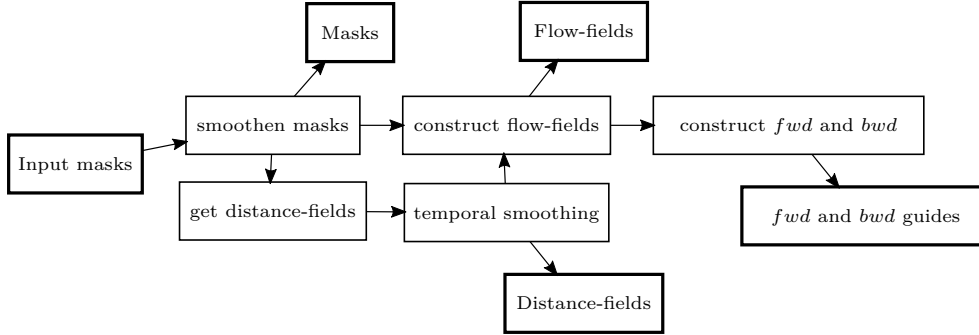 Masks
Flow-fields
smoothen masks
construct flow-fields
construct fwd and bwd
Input masks
get distance-fields
temporal smoothing
fwd and bwd guides
Distance-fields